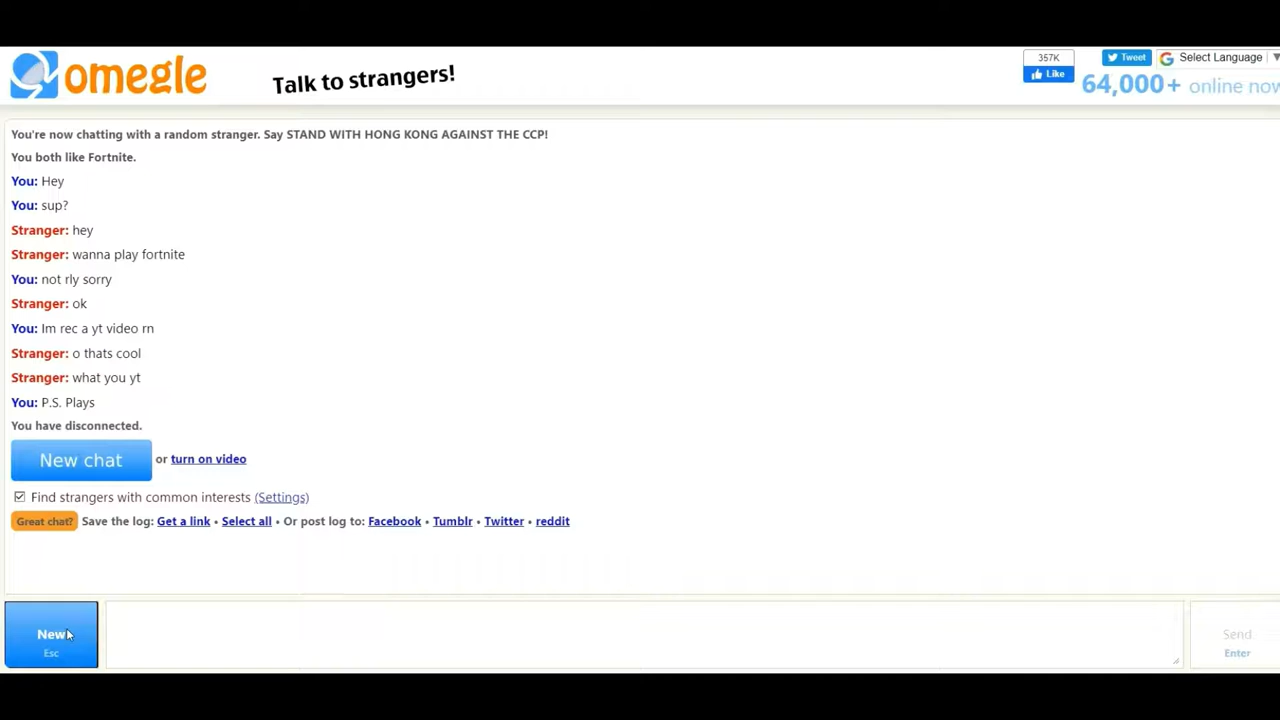 omegle
Talk to strangers!
357K
Like
Tweet
Select Language
64,000+ online now
You're now chatting with a random stranger. Say STAND WITH HONG KONG AGAINST THE CCP!
You both like Fortnite.
You: Hey
You: sup?
Stranger: hey
Stranger: wanna play fortnite
You: not rly sorry
Stranger: ok
You: Im rec a yt video rn
Stranger: o thats cool
Stranger: what you yt
You: P.S. Plays
You have disconnected.
New chat or turn on video
Find strangers with common interests (Settings)
Great chat? Save the log: Get a link • Select all • Or post log to: Facebook • Tumblr • Twitter • reddit
New
Esc
Send
Enter